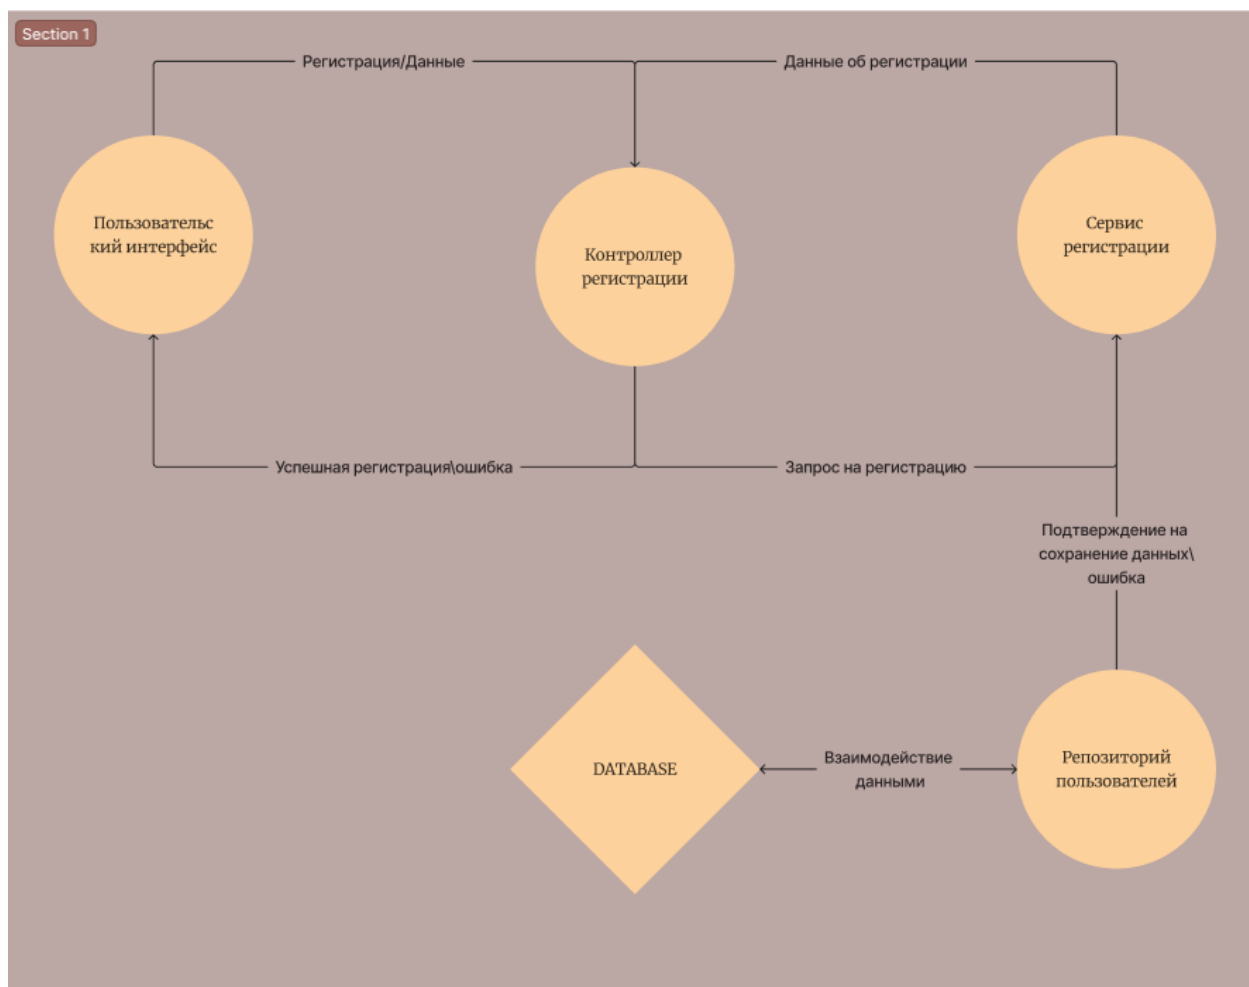 Section 1
Регистрация/Данные
Данные об регистрации
Пользовательс
кий интерфейс
Контроллер
регистрации
Сервис
регистрации
Успешная регистрация\ошибка
Запрос на регистрацию
Подтверждение на
сохранение данных\
ошибка
DATABASE
Взаимодействие
данными
Репозиторий
пользователей